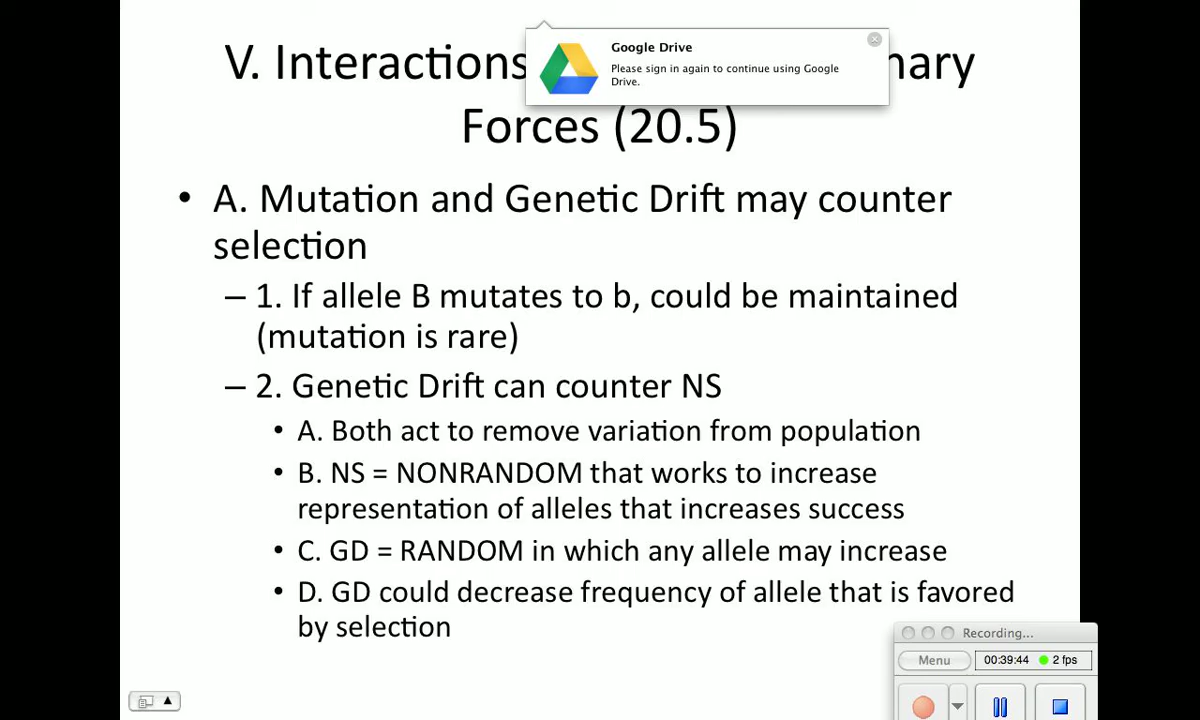 V. Interactions
nary
Google Drive
Please sign in again to continue using Google
Drive.
Forces (20.5)
• A. Mutation and Genetic Drift may counter
selection
– 1. If allele B mutates to b, could be maintained
(mutation is rare)
– 2. Genetic Drift can counter NS
• A. Both act to remove variation from population
• B. NS = NONRANDOM that works to increase
representation of alleles that increases success
• C. GD = RANDOM in which any allele may increase
• D. GD could decrease frequency of allele that is favored
by selection
Recording...
Menu
00:39:44
2 fps